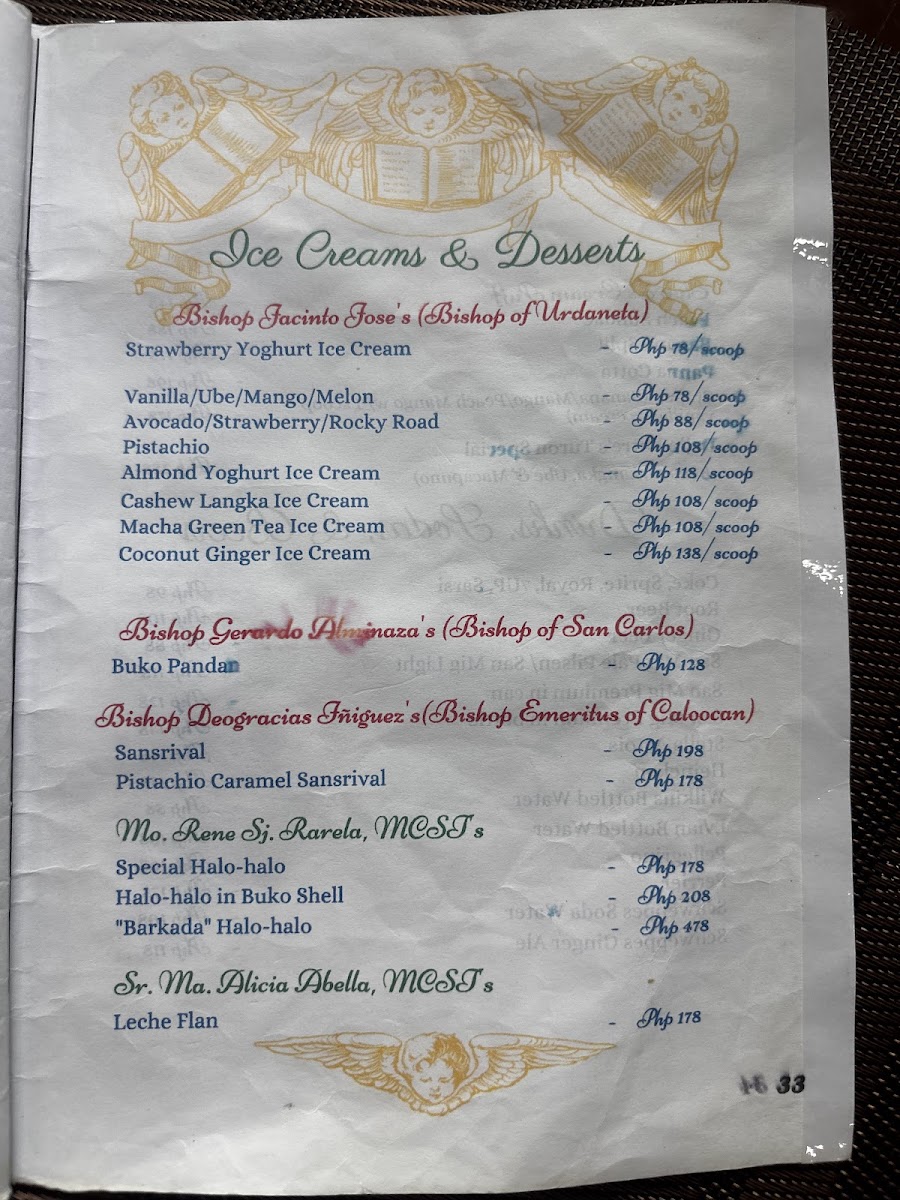 Ice Creams & Desserts
Bishop Jacinto Jose's (Bishop of Urdaneta)
Strawberry Yoghurt Ice Cream - Php 78/scoop
Vanilla/Ube/Mango/Melon - Php 78/scoop
Avocado/Strawberry/Rocky Road - Php 88/scoop
Pistachio - Php 108/scoop
Almond Yoghurt Ice Cream - Php 118/scoop
Cashew Langka Ice Cream - Php 108/scoop
Macha Green Tea Ice Cream - Php 108/scoop
Coconut Ginger Ice Cream - Php 138/scoop
Bishop Gerardo Alminaza's (Bishop of San Carlos)
Buko Pandan - Php 128
Bishop Deogracias Iñiguez's(Bishop Emeritus of Caloocan)
Sansrival - Php 198
Pistachio Caramel Sansrival - Php 178
Mo. Rene Sj. Rarela, MCST's
Special Halo-halo - Php 178
Halo-halo in Buko Shell - Php 208
"Barkada" Halo-halo - Php 478
Sr. Ma. Alicia Abella, MCST's
Leche Flan - Php 178
33